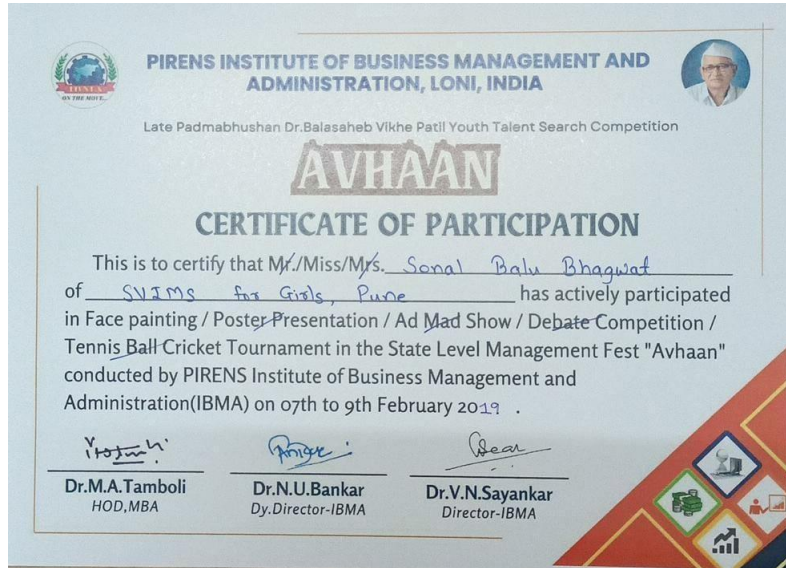 PIRENS INSTITUTE OF BUSINESS MANAGEMENT AND
ADMINISTRATION, LONI, INDIA
IBMA
ON THE MOVE..
Late Padmabhushan Dr.Balasaheb Vikhe Patil Youth Talent Search Competition
AVHAAN
CERTIFICATE OF PARTICIPATION
This is to certify that Mr./Miss/Mrs. Sonal Balu Bhagwat
of SVIMS for Girls, Pune has actively participated
in Face painting / Poster Presentation / Ad Mad Show / Debate Competition /
Tennis Ball Cricket Tournament in the State Level Management Fest "Avhaan"
conducted by PIRENS Institute of Business Management and
Administration(IBMA) on 07th to 9th February 2019 .
Dr.M.A.Tamboli
HOD,MBA
Dr.N.U.Bankar
Dy.Director-IBMA
Dr.V.N.Sayankar
Director-IBMA